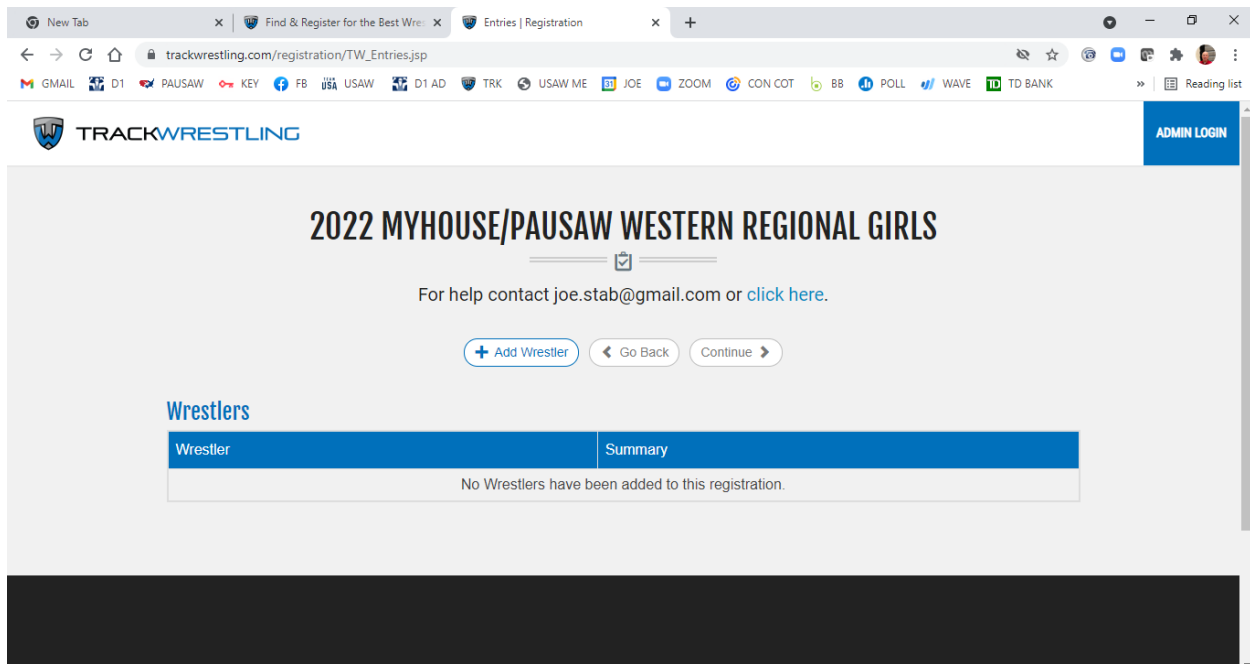 New Tab
Find & Register for the Best Wres
Entries | Registration
trackwrestling.com/registration/TW_Entries.jsp
GMAIL D1 PAUSAW KEY FB USAW D1 AD TRK USAW ME JOE ZOOM CON COT BB POLL WAVE TD BANK » Reading list
TRACKWRESTLING
ADMIN LOGIN
2022 MYHOUSE/PAUSAW WESTERN REGIONAL GIRLS
For help contact joe.stab@gmail.com or click here.
+ Add Wrestler Go Back Continue
Wrestlers
Wrestler Summary
No Wrestlers have been added to this registration.